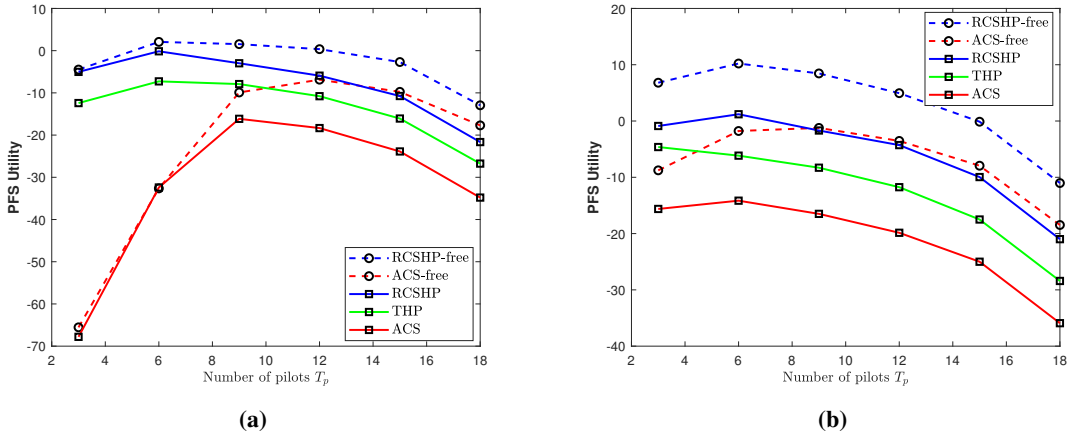 10
0
-10
-20
-30
-40
-50
-60
-70
PFS Utility
2
4
6
8
10
12
14
16
18
Number of pilots Tp
RCSHP-free
ACS-free
RCSHP
THP
ACS
(a)
20
10
0
-10
-20
-30
-40
PFS Utility
2
4
6
8
10
12
14
16
18
Number of pilots Tp
RCSHP-free
ACS-free
RCSHP
THP
ACS
(b)